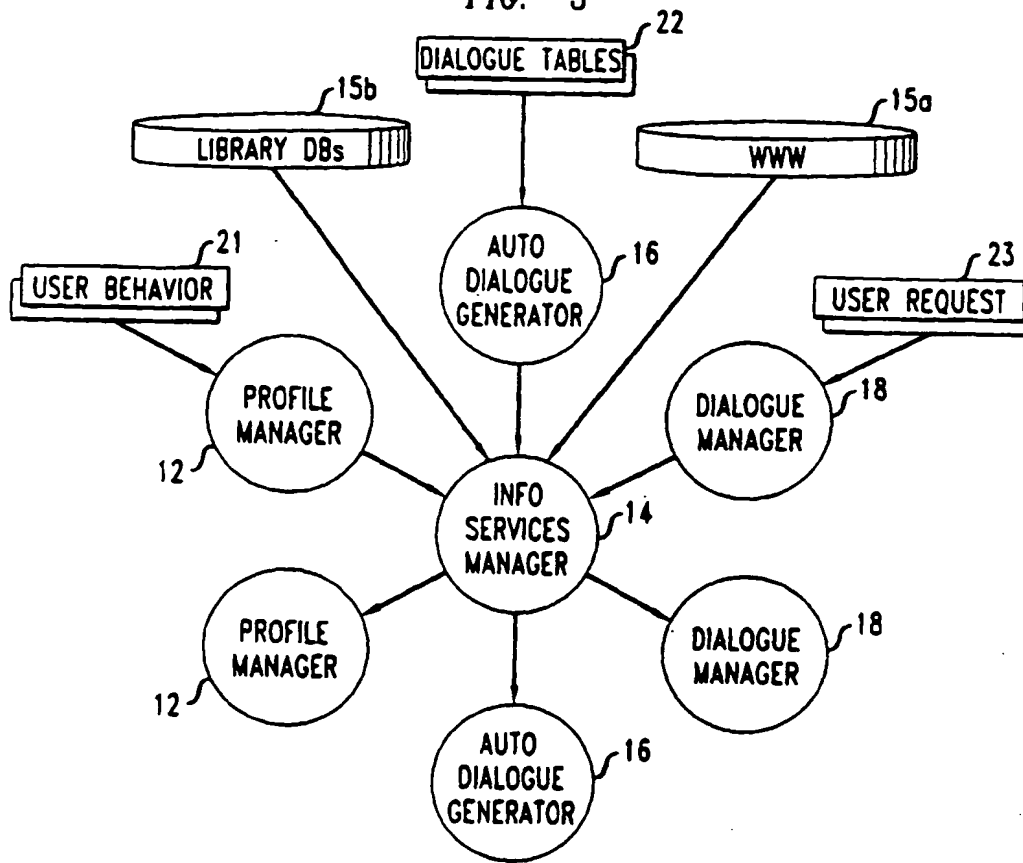 FIG. 3
22
DIALOGUE TABLES
15b
LIBRARY DBs
15a
WWW
21
USER BEHAVIOR
AUTO
DIALOGUE
GENERATOR
16
23
USER REQUEST
PROFILE
MANAGER
12
DIALOGUE
MANAGER
18
INFO
SERVICES
MANAGER
14
PROFILE
MANAGER
12
DIALOGUE
MANAGER
18
AUTO
DIALOGUE
GENERATOR
16